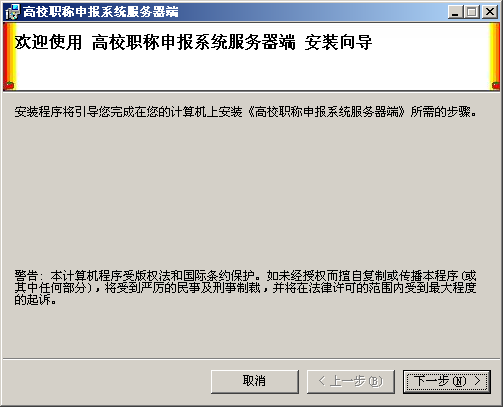 高校职称申报系统服务器端
欢迎使用 高校职称申报系统服务器端 安装向导
安装程序将引导您完成在您的计算机上安装《高校职称申报系统服务器端》所需的步骤。
警告: 本计算机程序受版权法和国际条约保护。如未经授权而擅自复制或传播本程序(或
其中任何部分)，将受到严厉的民事及刑事制裁，并将在法律许可的范围内受到最大程度
的起诉。
取消 < 上一步(B) 下一步(N) >